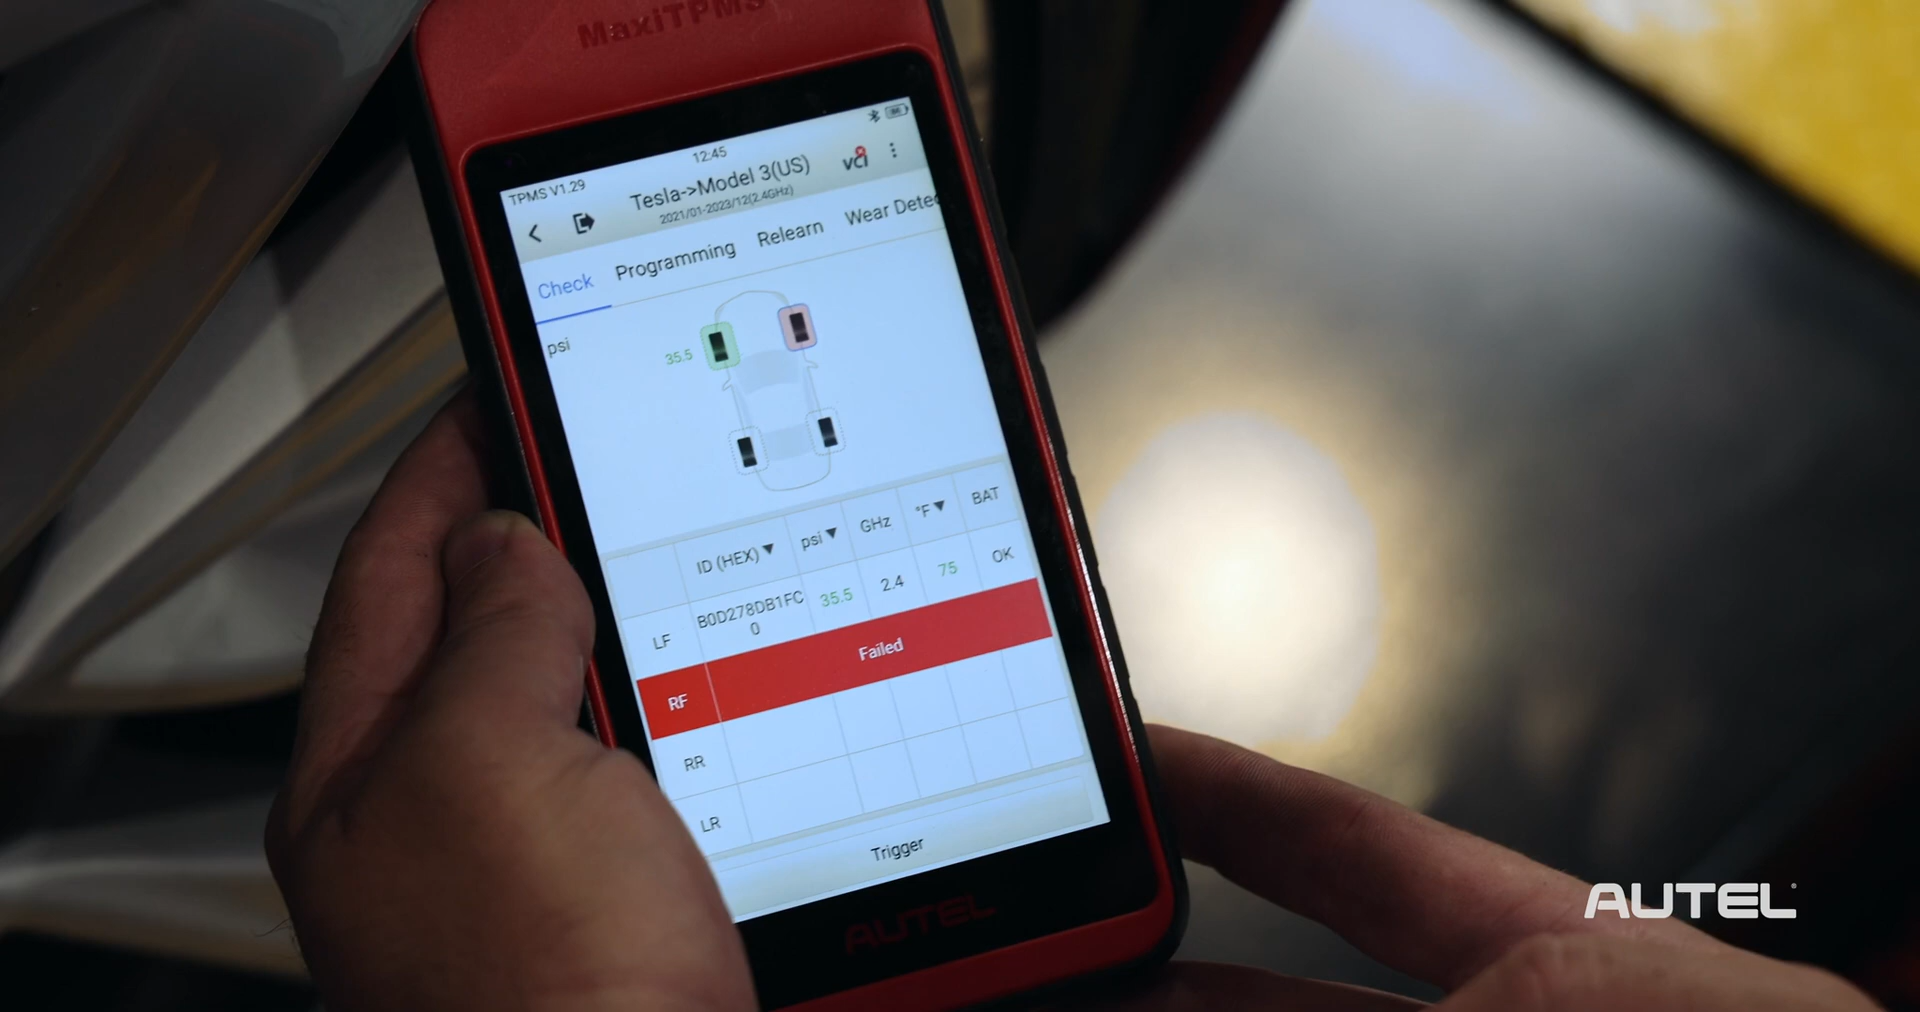 MaxiTPMS
12:45
TPMS V1.29
Tesla->Model 3(US)
2021/01-2023/12(2.4GHz)
vci
Check Programming Relearn Wear Detec
psi
35.5
ID (HEX)▼ psi▼ GHz °F▼ BAT
LF B0D278DB1FC 35.5 2.4 75 OK
0
RF Failed
RR
LR
Trigger
AUTEL
AUTEL